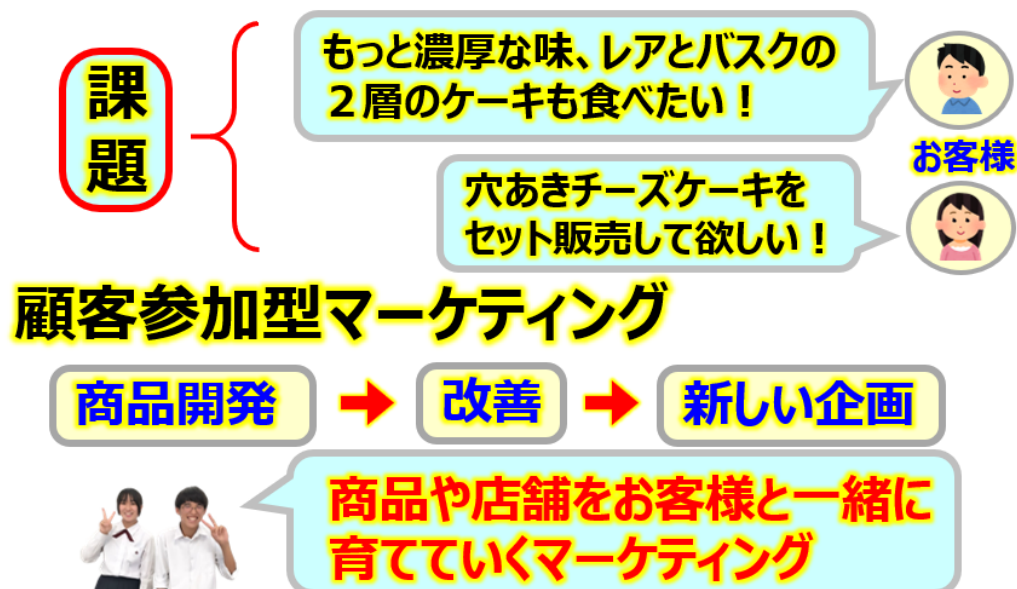 課題
もっと濃厚な味、レアとバスクの
２層のケーキも食べたい！
お客様
穴あきチーズケーキを
セット販売して欲しい！
顧客参加型マーケティング
商品開発
改善
新しい企画
商品や店舗をお客様と一緒に
育てていくマーケティング